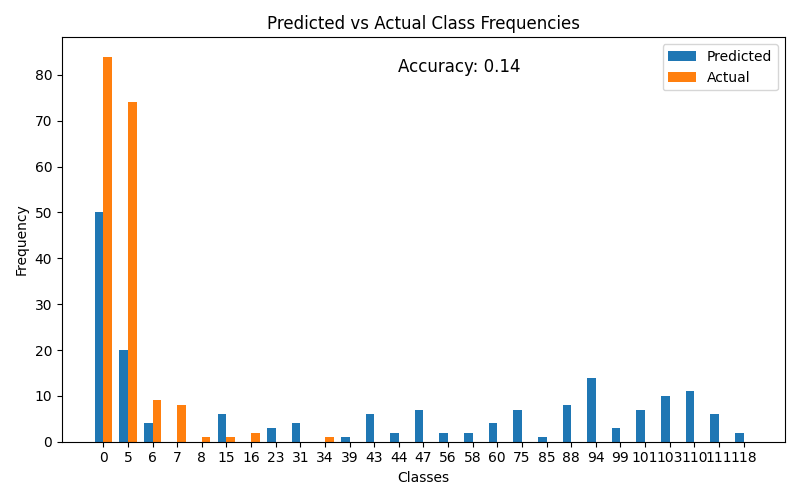 Predicted vs Actual Class Frequencies
Accuracy: 0.14
Predicted
Actual
Frequency
80
70
60
50
40
30
20
10
0
0 5 6 7 8 15 16 23 31 34 39 43 44 47 56 58 60 75 85 88 94 99 101 103 110 111 118
Classes